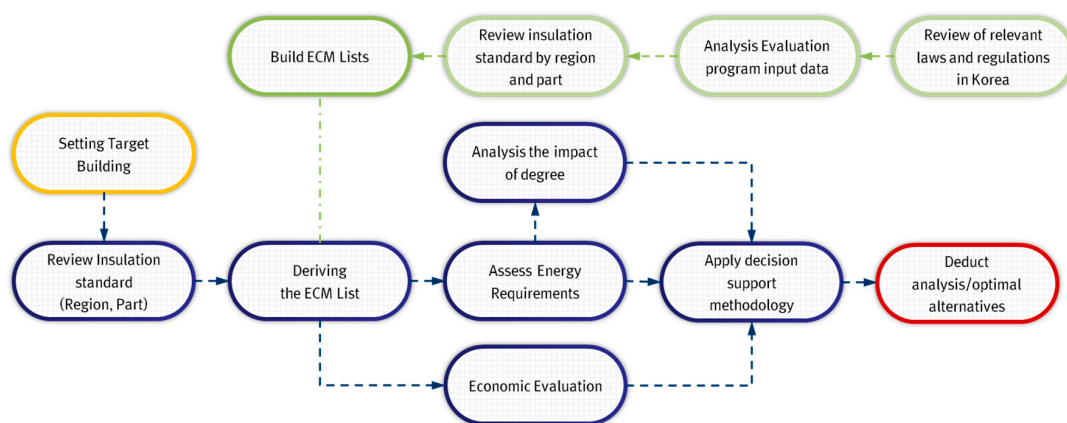 Build ECM Lists
Review insulation
standard by region
and part
Analysis Evaluation
program input data
Review of relevant
laws and regulations
in Korea
Setting Target
Building
Analysis the impact
of degree
Review Insulation
standard
(Region, Part)
Deriving
the ECM List
Assess Energy
Requirements
Apply decision
support
methodology
Deduct
analysis/optimal
alternatives
Economic Evaluation